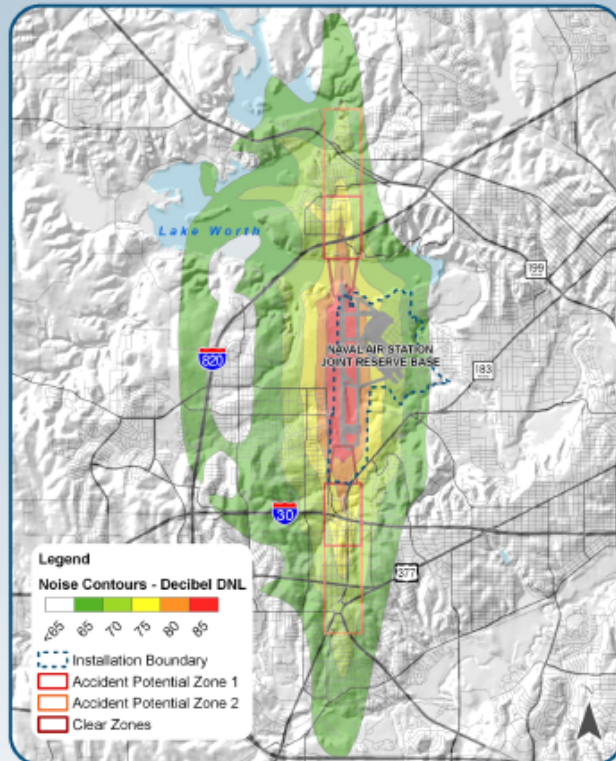 Lake Worth
199
NAVAL AIR STATION
JOINT RESERVE BASE
820
183
30
377
Legend
Noise Contours - Decibel DNL
<65 65 70 75 80 85
Installation Boundary
Accident Potential Zone 1
Accident Potential Zone 2
Clear Zones